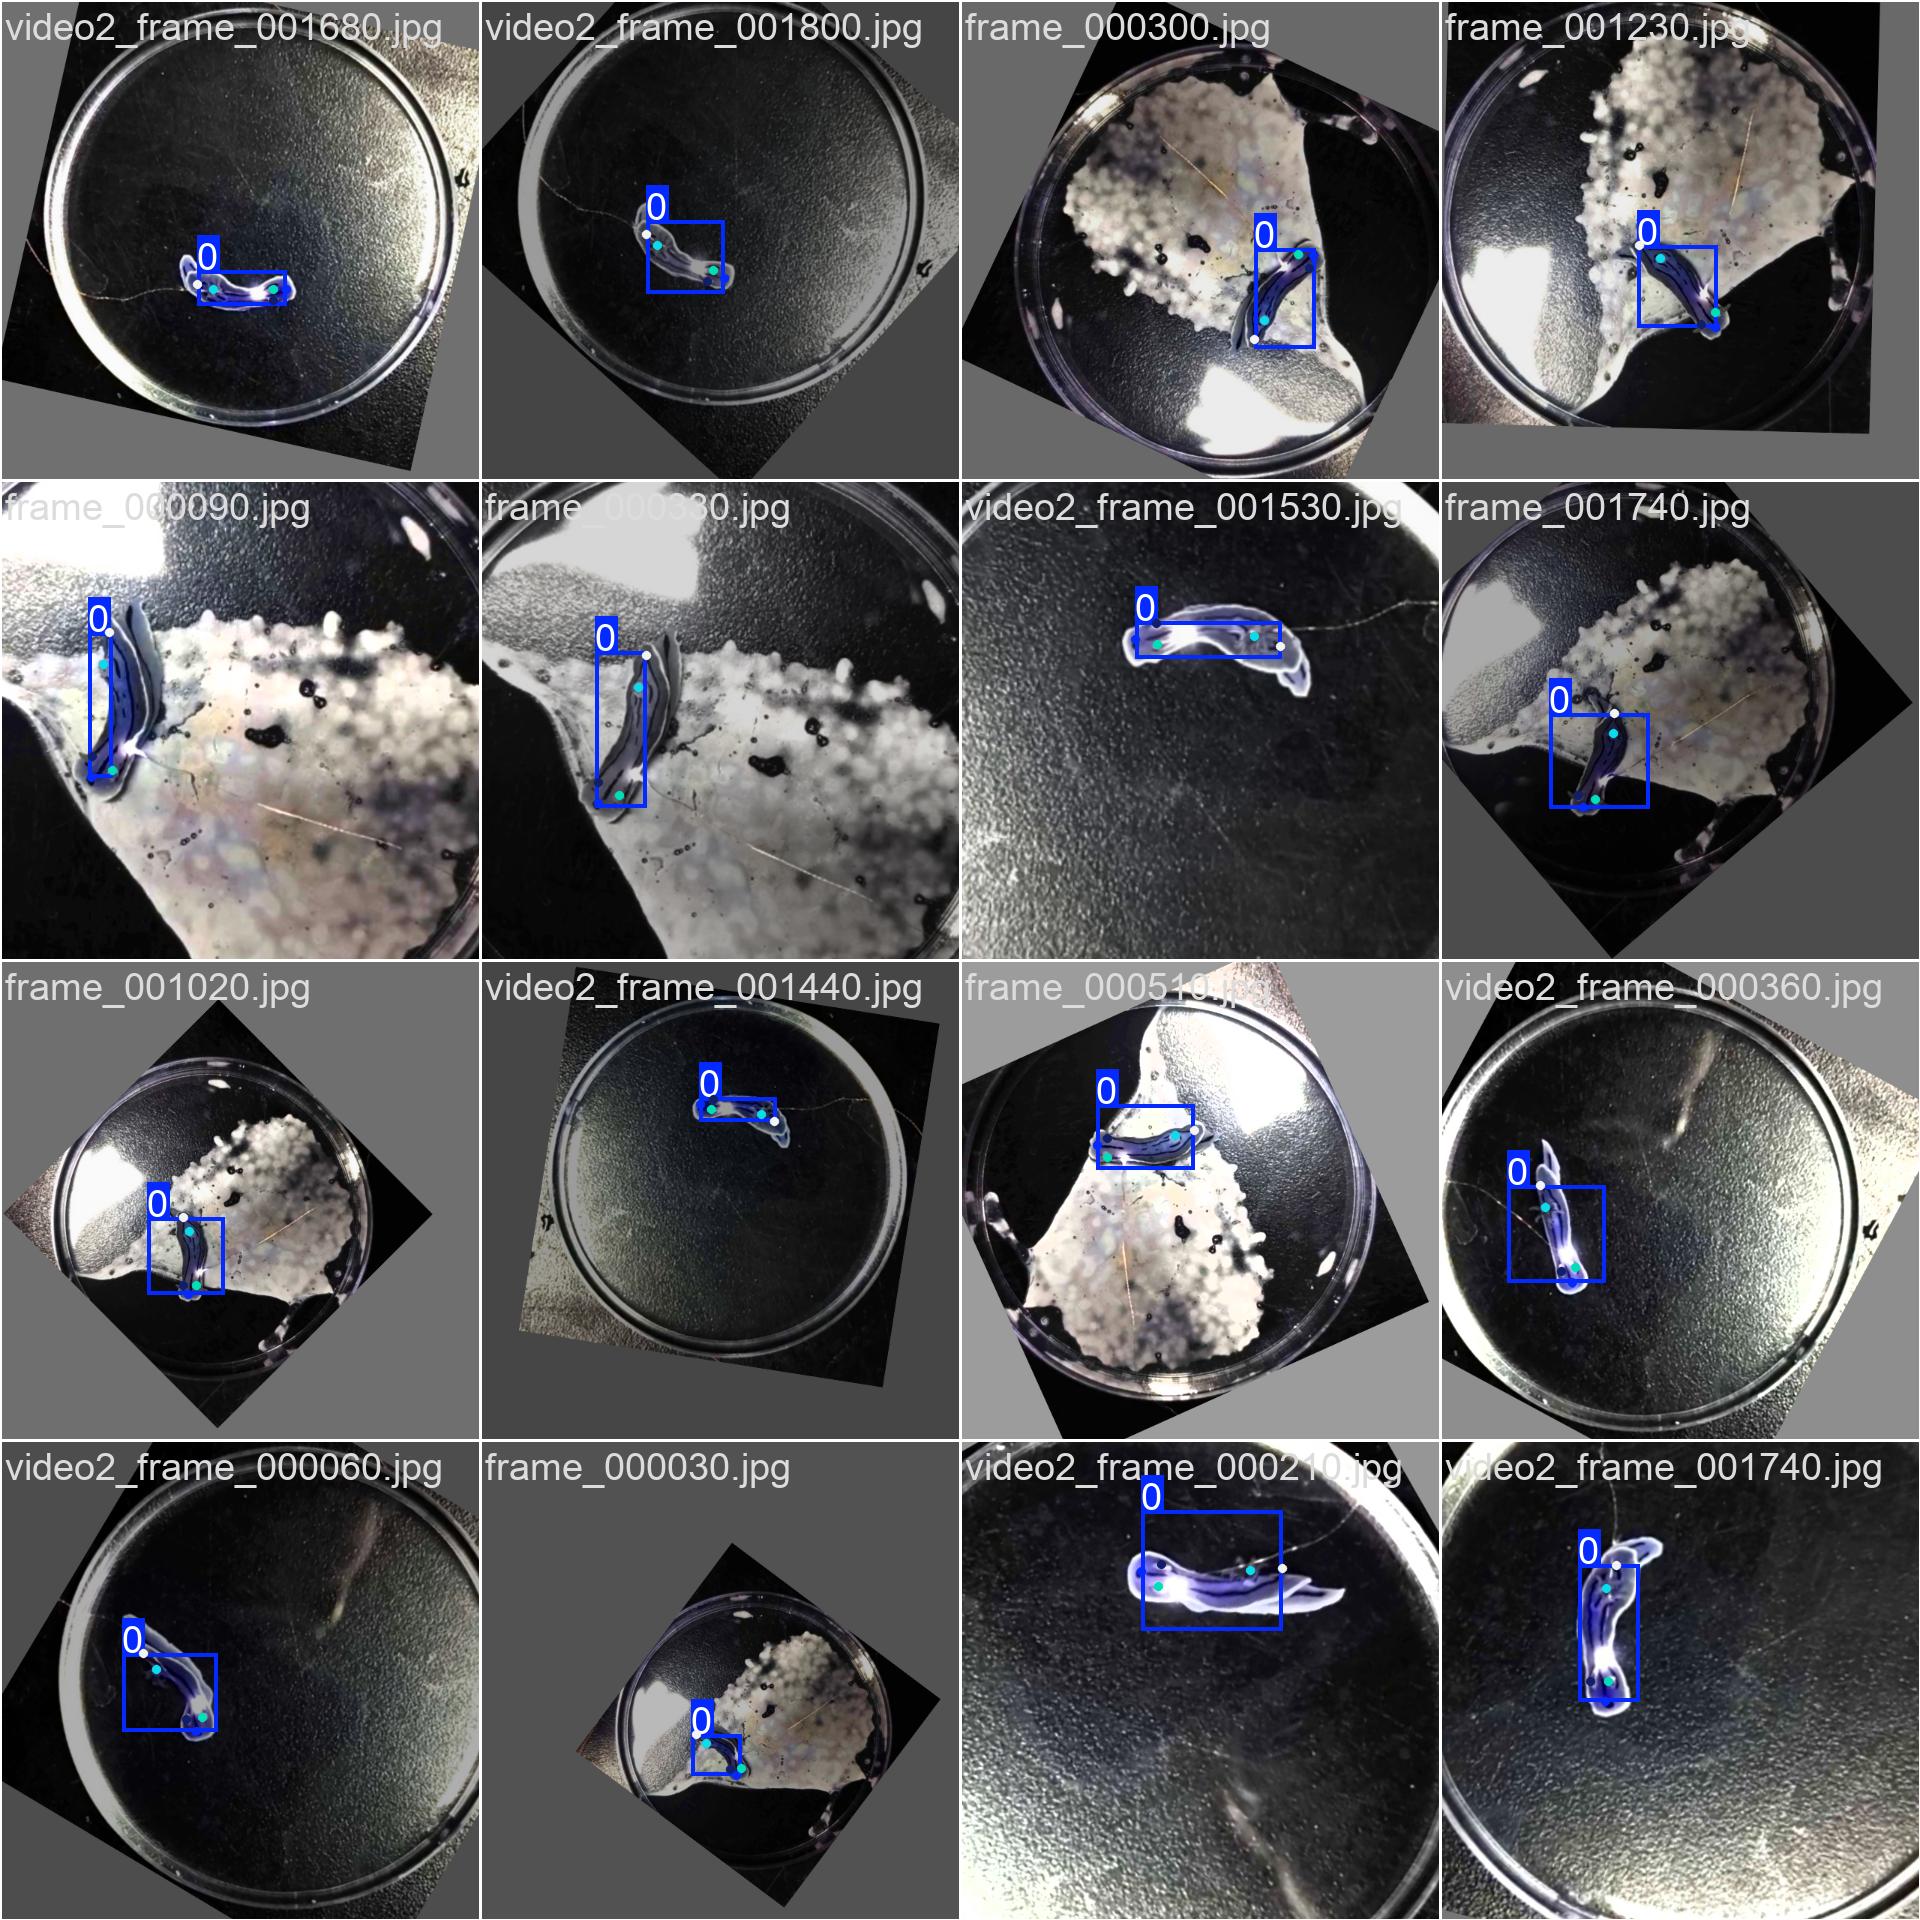 video2_frame_001680.jpg
video2_frame_001800.jpg
frame_000300.jpg
frame_001230.jpg
0
0
0
0
frame_000090.jpg
frame_000330.jpg
video2_frame_001530.jpg
frame_001740.jpg
0
0
0
0
frame_001020.jpg
video2_frame_001440.jpg
frame_000510.jpg
video2_frame_000360.jpg
0
0
0
0
video2_frame_000060.jpg
frame_000030.jpg
video2_frame_000210.jpg
video2_frame_001740.jpg
0
0
0
0